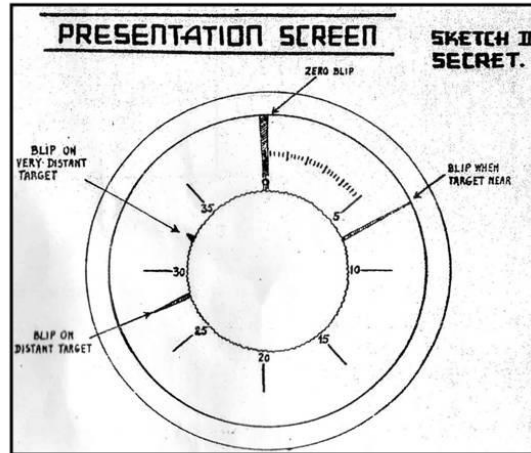 PRESENTATION SCREEN
SKETCH II
SECRET.
ZERO BLIP
BLIP ON
VERY-DISTANT
TARGET
BLIP WHEN
TARGET NEAR
0
35
5
30
10
BLIP ON
DISTANT TARGET
25
15
20